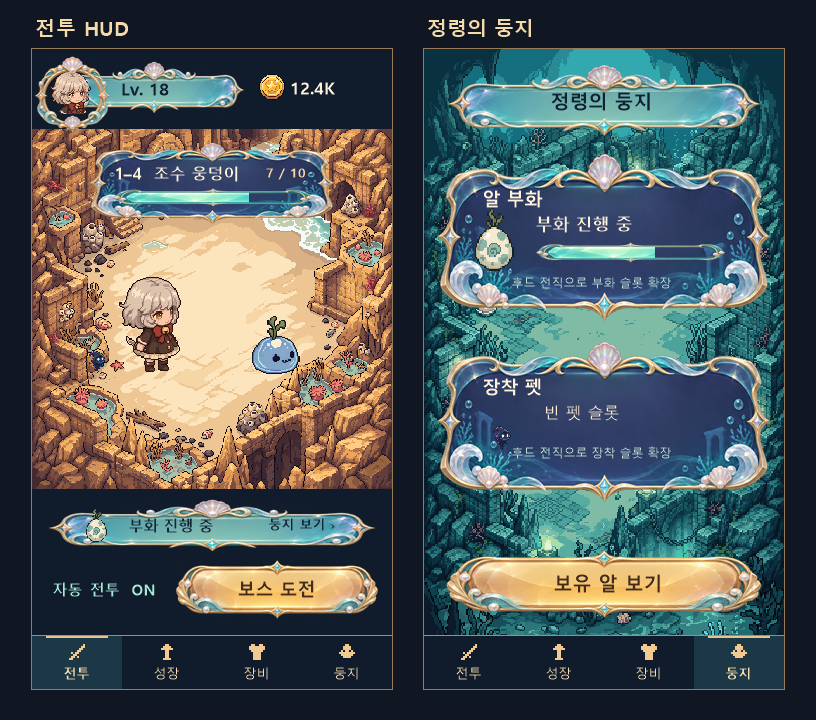 전투 HUD
Lv. 18
12.4K
1-4 조수 웅덩이 7 / 10
부화 진행 중 둥지 보기 ›
자동 전투 ON
보스 도전
전투 성장 장비 둥지
정령의 둥지
정령의 둥지
알 부화
부화 진행 중
후드 전직으로 부화 슬롯 확장
장착 펫
빈 펫 슬롯
후드 전직으로 장착 슬롯 확장
보유 알 보기
전투 성장 장비 둥지